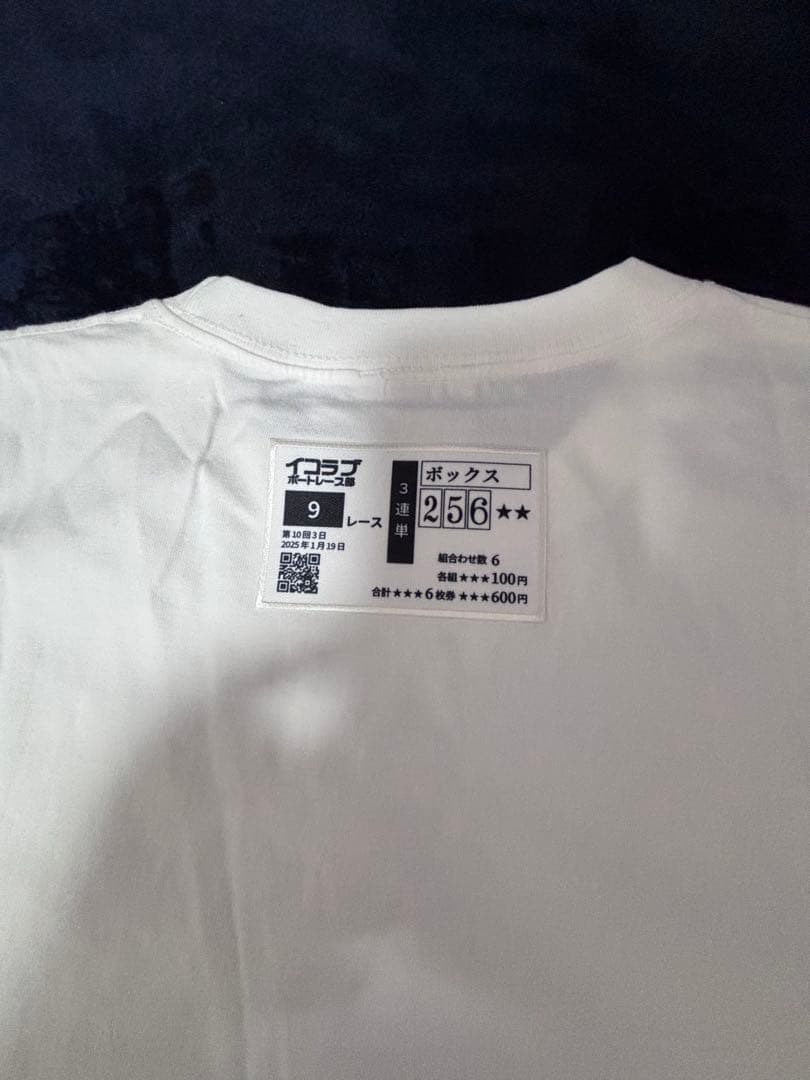 イコラブ
ボートレース部
9 レース
第10回3日
2025年1月19日
3連単
ボックス
256★★
組合わせ数 6
各組★★★100円
合計★★★6枚券 ★★★600円